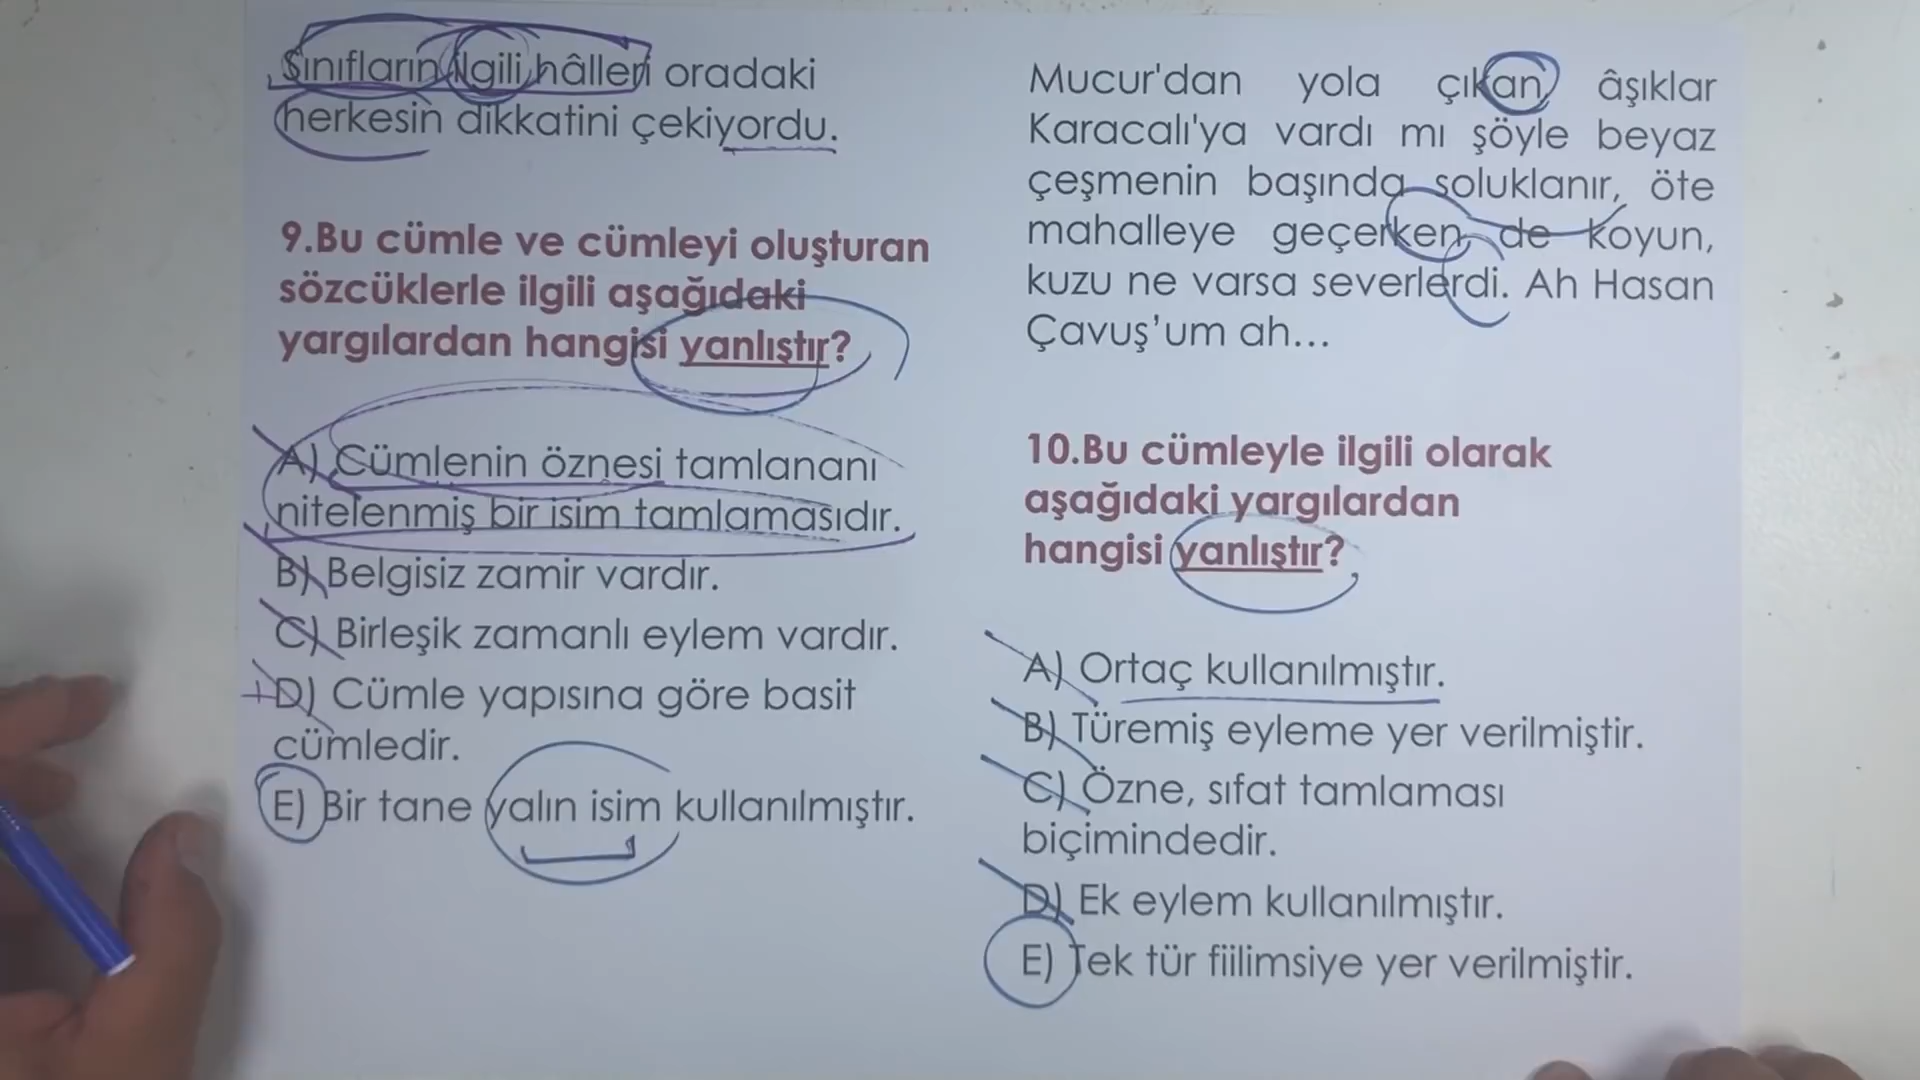 Sınıfların ilgili hâlleri oradaki
herkesin dikkatini çekiyordu.
9.Bu cümle ve cümleyi oluşturan
sözcüklerle ilgili aşağıdaki
yargılardan hangisi yanlıştır?
A) Cümlenin öznesi tamlananı
nitelenmiş bir isim tamlamasıdır.
B) Belgisiz zamir vardır.
C) Birleşik zamanlı eylem vardır.
D) Cümle yapısına göre basit
cümledir.
E) Bir tane yalın isim kullanılmıştır.
Mucur'dan yola çıkan, âşıklar
Karacalı'ya vardı mı şöyle beyaz
çeşmenin başında soluklanır, öte
mahalleye geçerken, de koyun,
kuzu ne varsa severlerdi. Ah Hasan
Çavuş’um ah...
10.Bu cümleyle ilgili olarak
aşağıdaki yargılardan
hangisi yanlıştır?
A) Ortaç kullanılmıştır.
B) Türemiş eyleme yer verilmiştir.
C) Özne, sıfat tamlaması
biçimindedir.
D) Ek eylem kullanılmıştır.
E) Tek tür fiilimsiye yer verilmiştir.